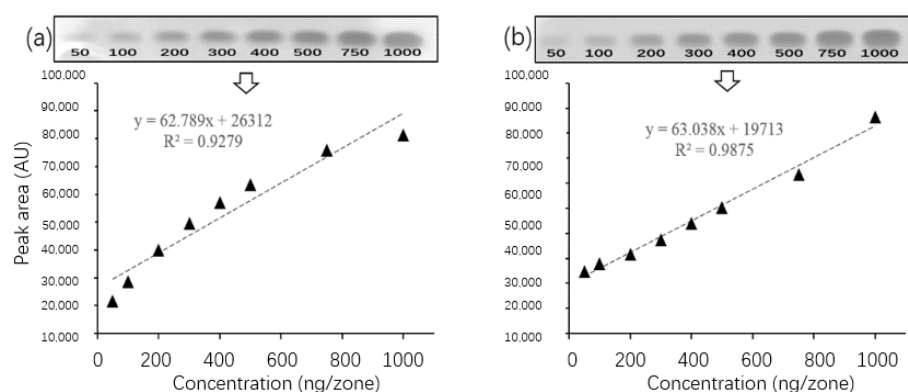 (a)
50 100 200 300 400 500 750 1000
100,000
90,000
80,000
70,000
60,000
50,000
40,000
30,000
20,000
10,000
Peak area (AU)
y = 62.789x + 26312
R² = 0.9279
0 200 400 600 800 1000
Concentration (ng/zone)
(b)
50 100 200 300 400 500 750 1000
100,000
90,000
80,000
70,000
60,000
50,000
40,000
30,000
20,000
10,000
y = 63.038x + 19713
R² = 0.9875
0 200 400 600 800 1000
Concentration (ng/zone)